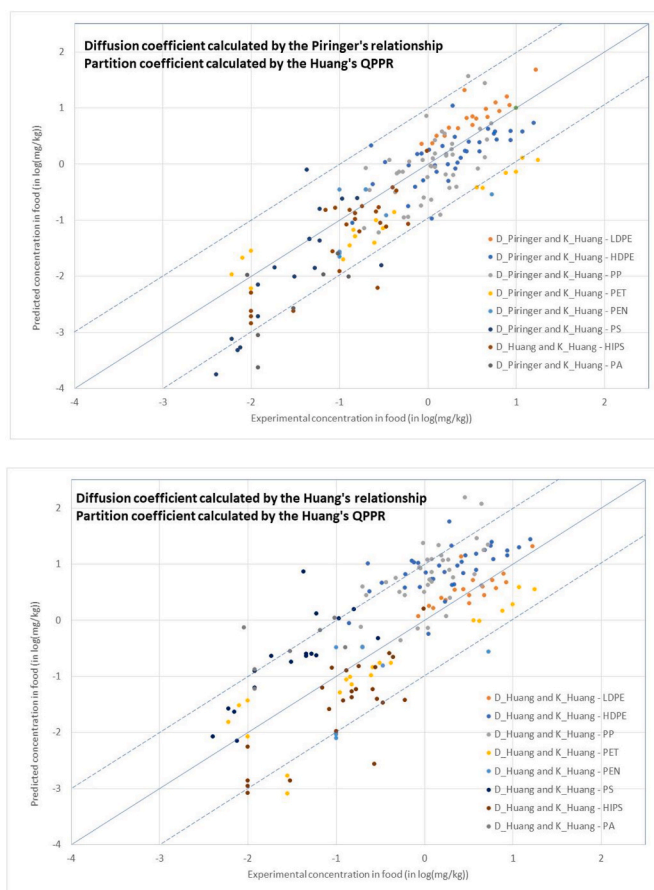 Diffusion coefficient calculated by the Piringer's relationship
Partition coefficient calculated by the Huang's QPPR
2
1
0
-1
-2
-3
-4
Predicted concentration in food (in log(mg/kg)
D_Piringer and K_Huang - LDPE
D_Piringer and K_Huang - HDPE
D_Piringer and K_Huang - PP
D_Piringer and K_Huang - PET
D_Piringer and K_Huang - PEN
D_Piringer and K_Huang - PS
D_Huang and K_Huang - HIPS
D_Piringer and K_Huang - PA
-4 -3 -2 -1 0 1 2
Experimental concentration in food (in log(mg/kg))
Diffusion coefficient calculated by the Huang's relationship
Partition coefficient calculated by the Huang's QPPR
2
1
0
-1
-2
-3
-4
Predicted concentration in food (in log(mg/kg))
D_Huang and K_Huang - LDPE
D_Huang and K_Huang - HDPE
D_Huang and K_Huang - PP
D_Huang and K_Huang - PET
D_Huang and K_Huang - PEN
D_Huang and K_Huang - PS
D_Huang and K_Huang - HIPS
D_Huang and K_Huang - PA
-4 -3 -2 -1 0 1 2
Experimental concentration in food (in log(mg/kg))